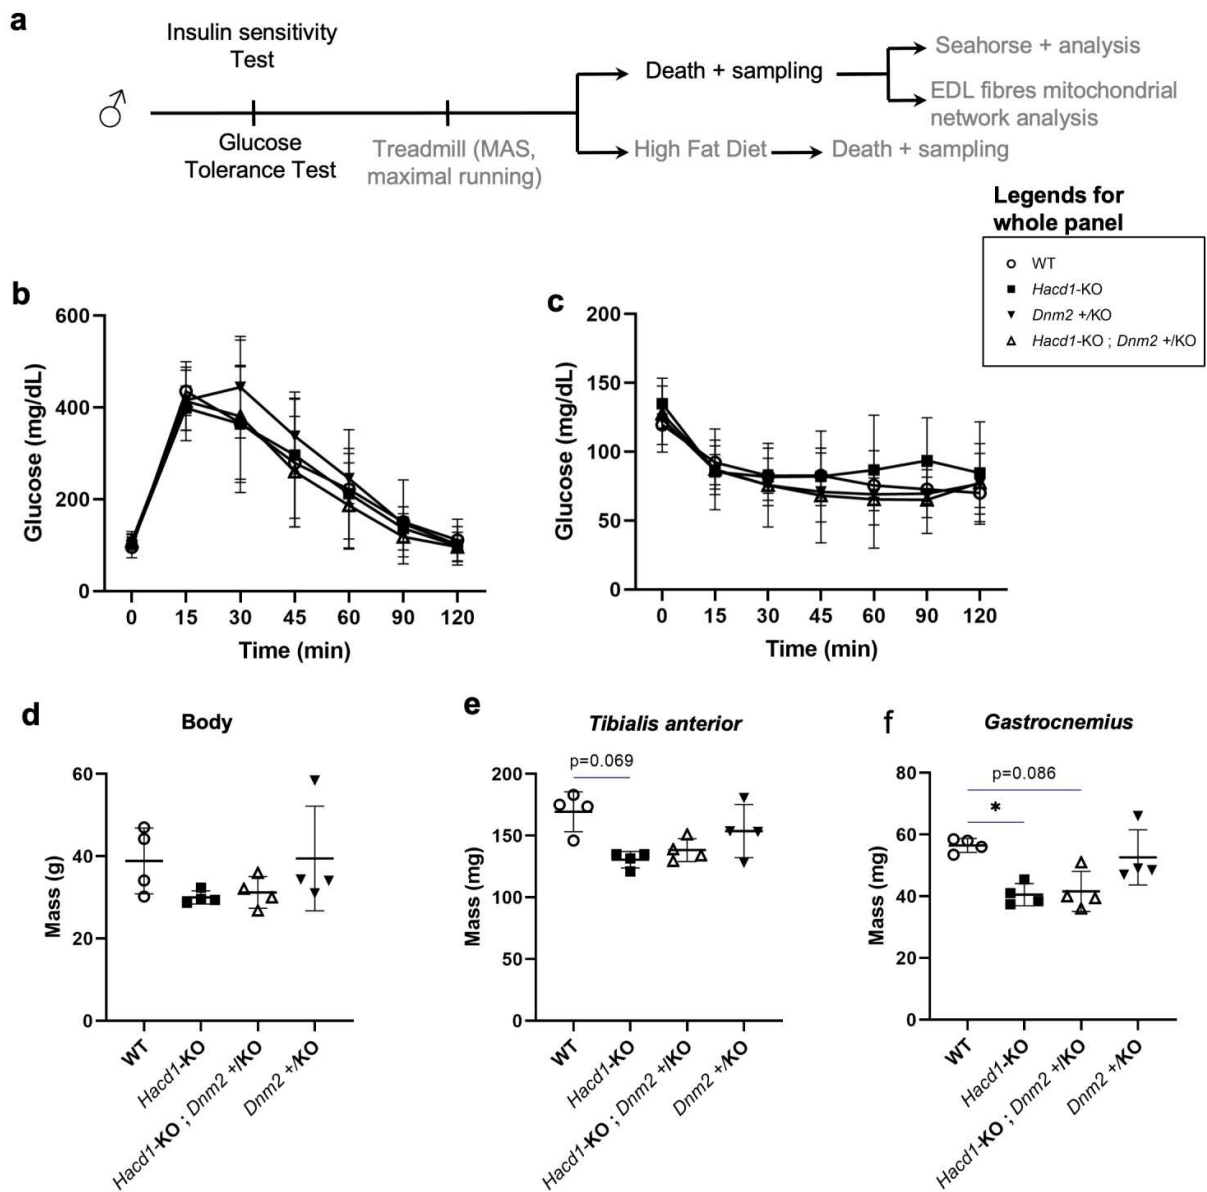 a
Insulin sensitivity
Test
Glucose
Tolerance Test
Treadmill (MAS,
maximal running)
Death + sampling
Seahorse + analysis
EDL fibres mitochondrial
network analysis
High Fat Diet
Death + sampling
Legends for
whole panel
WT
Hacd1-KO
Dnm2 +/KO
Hacd1-KO ; Dnm2 +/KO
b
Glucose (mg/dL)
600
400
200
0
0 15 30 45 60 90 120
Time (min)
c
Glucose (mg/dL)
200
150
100
50
0
0 15 30 45 60 90 120
Time (min)
d
Body
Mass (g)
60
40
20
0
WT
Hacd1-KO
Hacd1-KO ; Dnm2 +/KO
Dnm2 +/KO
e
Tibialis anterior
p=0.069
Mass (mg)
200
150
100
50
0
WT
Hacd1-KO
Hacd1-KO ; Dnm2 +/KO
Dnm2 +/KO
f
Gastrocnemius
p=0.086
*
Mass (mg)
80
60
40
20
0
WT
Hacd1-KO
Hacd1-KO ; Dnm2 +/KO
Dnm2 +/KO